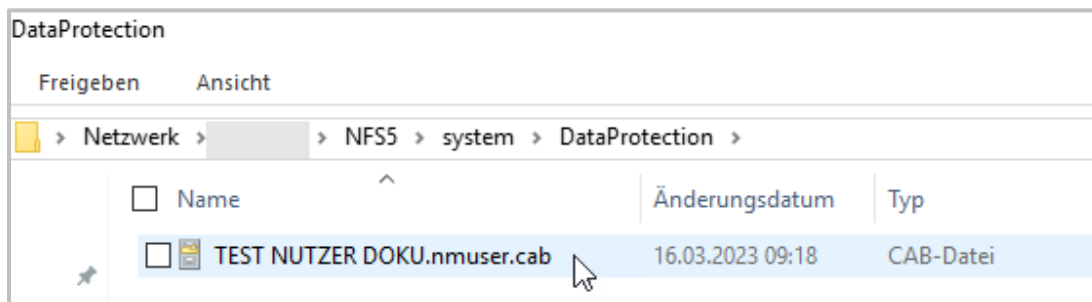 DataProtection
Freigeben Ansicht
> Netzwerk > > NFS5 > system > DataProtection >
Name Änderungsdatum Typ
TEST NUTZER DOKU.nmuser.cab 16.03.2023 09:18 CAB-Datei